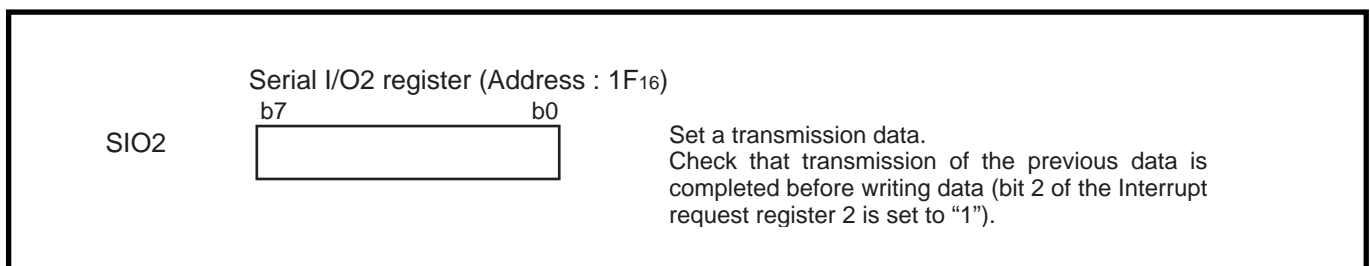 Serial I/O2 register (Address : 1F16)
b7 b0
SIO2
Set a transmission data.
Check that transmission of the previous data is
completed before writing data (bit 2 of the Interrupt
request register 2 is set to “1”).